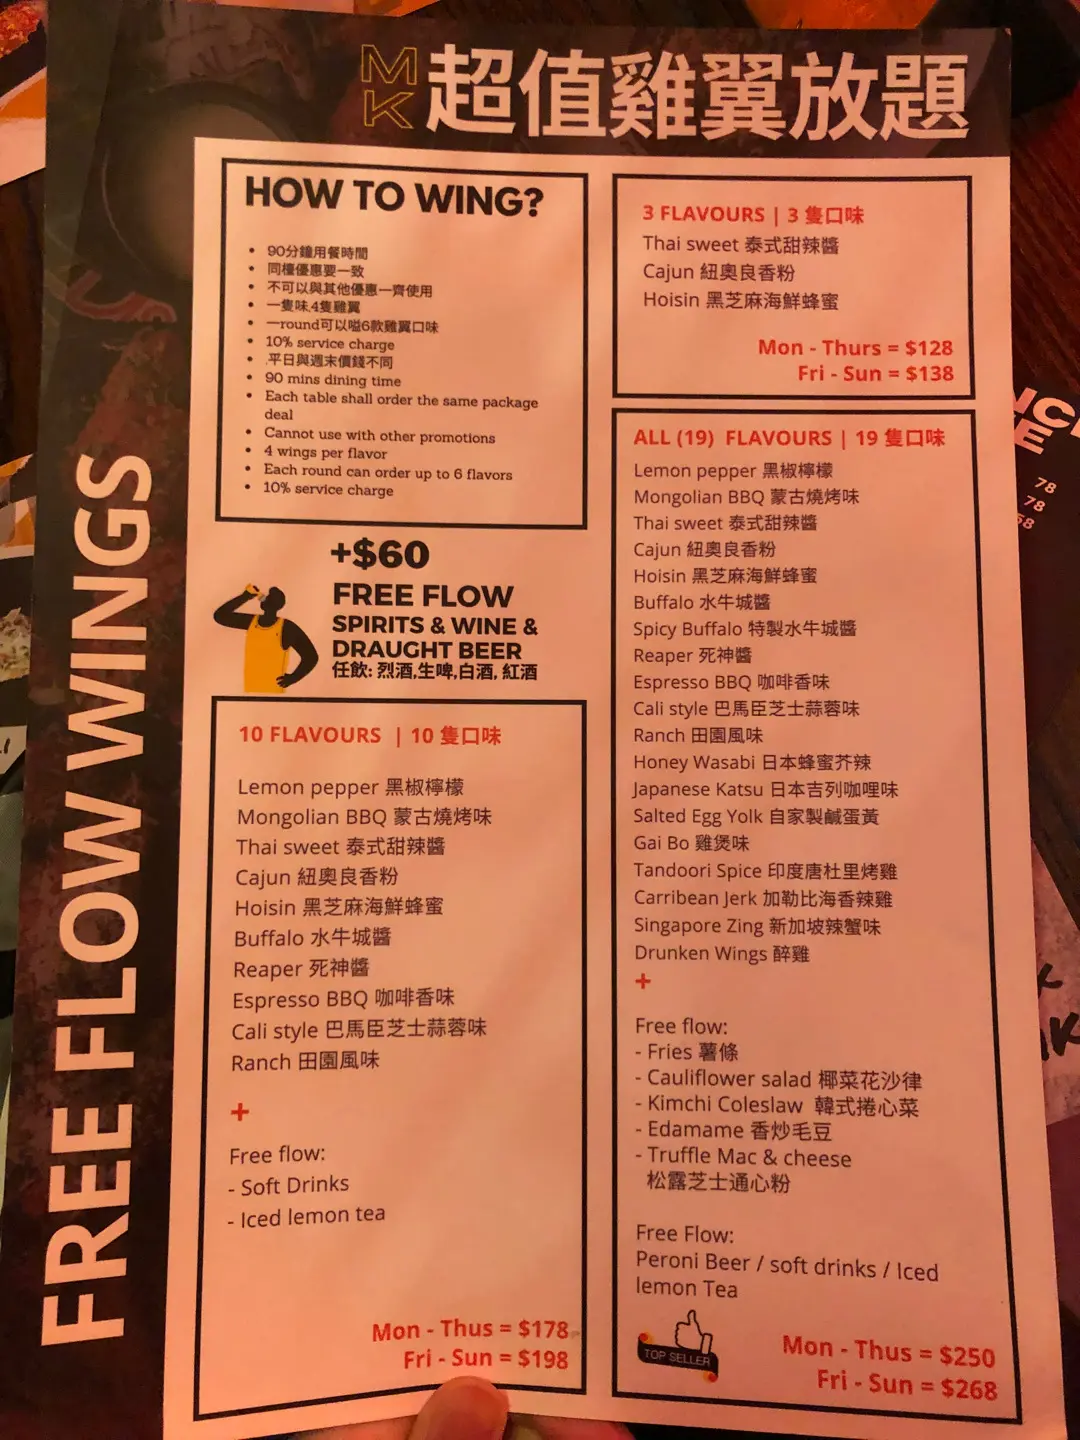 MK 超值雞翼放題
FREE FLOW WINGS
HOW TO WING?
• 90分鐘用餐時間
• 同檯優惠要一致
• 不可以與其他優惠一齊使用
• 一隻味,4隻雞翼
• 一round可以嗌6款雞翼口味
• 10% service charge
• .平日與週末價錢不同
• 90 mins dining time
• Each table shall order the same package
deal
• Cannot use with other promotions
• 4 wings per flavor
• Each round can order up to 6 flavors
• 10% service charge
+$60
FREE FLOW
SPIRITS & WINE &
DRAUGHT BEER
任飲: 烈酒,生啤,白酒, 紅酒
10 FLAVOURS | 10 隻口味
Lemon pepper 黑椒檸檬
Mongolian BBQ 蒙古燒烤味
Thai sweet 泰式甜辣醬
Cajun 紐奧良香粉
Hoisin 黑芝麻海鮮蜂蜜
Buffalo 水牛城醬
Reaper 死神醬
Espresso BBQ 咖啡香味
Cali style 巴馬臣芝士蒜蓉味
Ranch 田園風味
+
Free flow:
- Soft Drinks
- Iced lemon tea
Mon - Thus = $178
Fri - Sun = $198
3 FLAVOURS | 3 隻口味
Thai sweet 泰式甜辣醬
Cajun 紐奧良香粉
Hoisin 黑芝麻海鮮蜂蜜
Mon - Thurs = $128
Fri - Sun = $138
ALL (19) FLAVOURS | 19 隻口味
Lemon pepper 黑椒檸檬
Mongolian BBQ 蒙古燒烤味
Thai sweet 泰式甜辣醬
Cajun 紐奧良香粉
Hoisin 黑芝麻海鮮蜂蜜
Buffalo 水牛城醬
Spicy Buffalo 特製水牛城醬
Reaper 死神醬
Espresso BBQ 咖啡香味
Cali style 巴馬臣芝士蒜蓉味
Ranch 田園風味
Honey Wasabi 日本蜂蜜芥辣
Japanese Katsu 日本吉列咖哩味
Salted Egg Yolk 自家製鹹蛋黃
Gai Bo 雞煲味
Tandoori Spice 印度唐杜里烤雞
Carribean Jerk 加勒比海香辣雞
Singapore Zing 新加坡辣蟹味
Drunken Wings 醉雞
+
Free flow:
- Fries 薯條
- Cauliflower salad 椰菜花沙律
- Kimchi Coleslaw 韓式捲心菜
- Edamame 香炒毛豆
- Truffle Mac & cheese
松露芝士通心粉
Free Flow:
Peroni Beer / soft drinks / Iced
lemon Tea
TOP SELLER
Mon - Thus = $250
Fri - Sun = $268
78
78